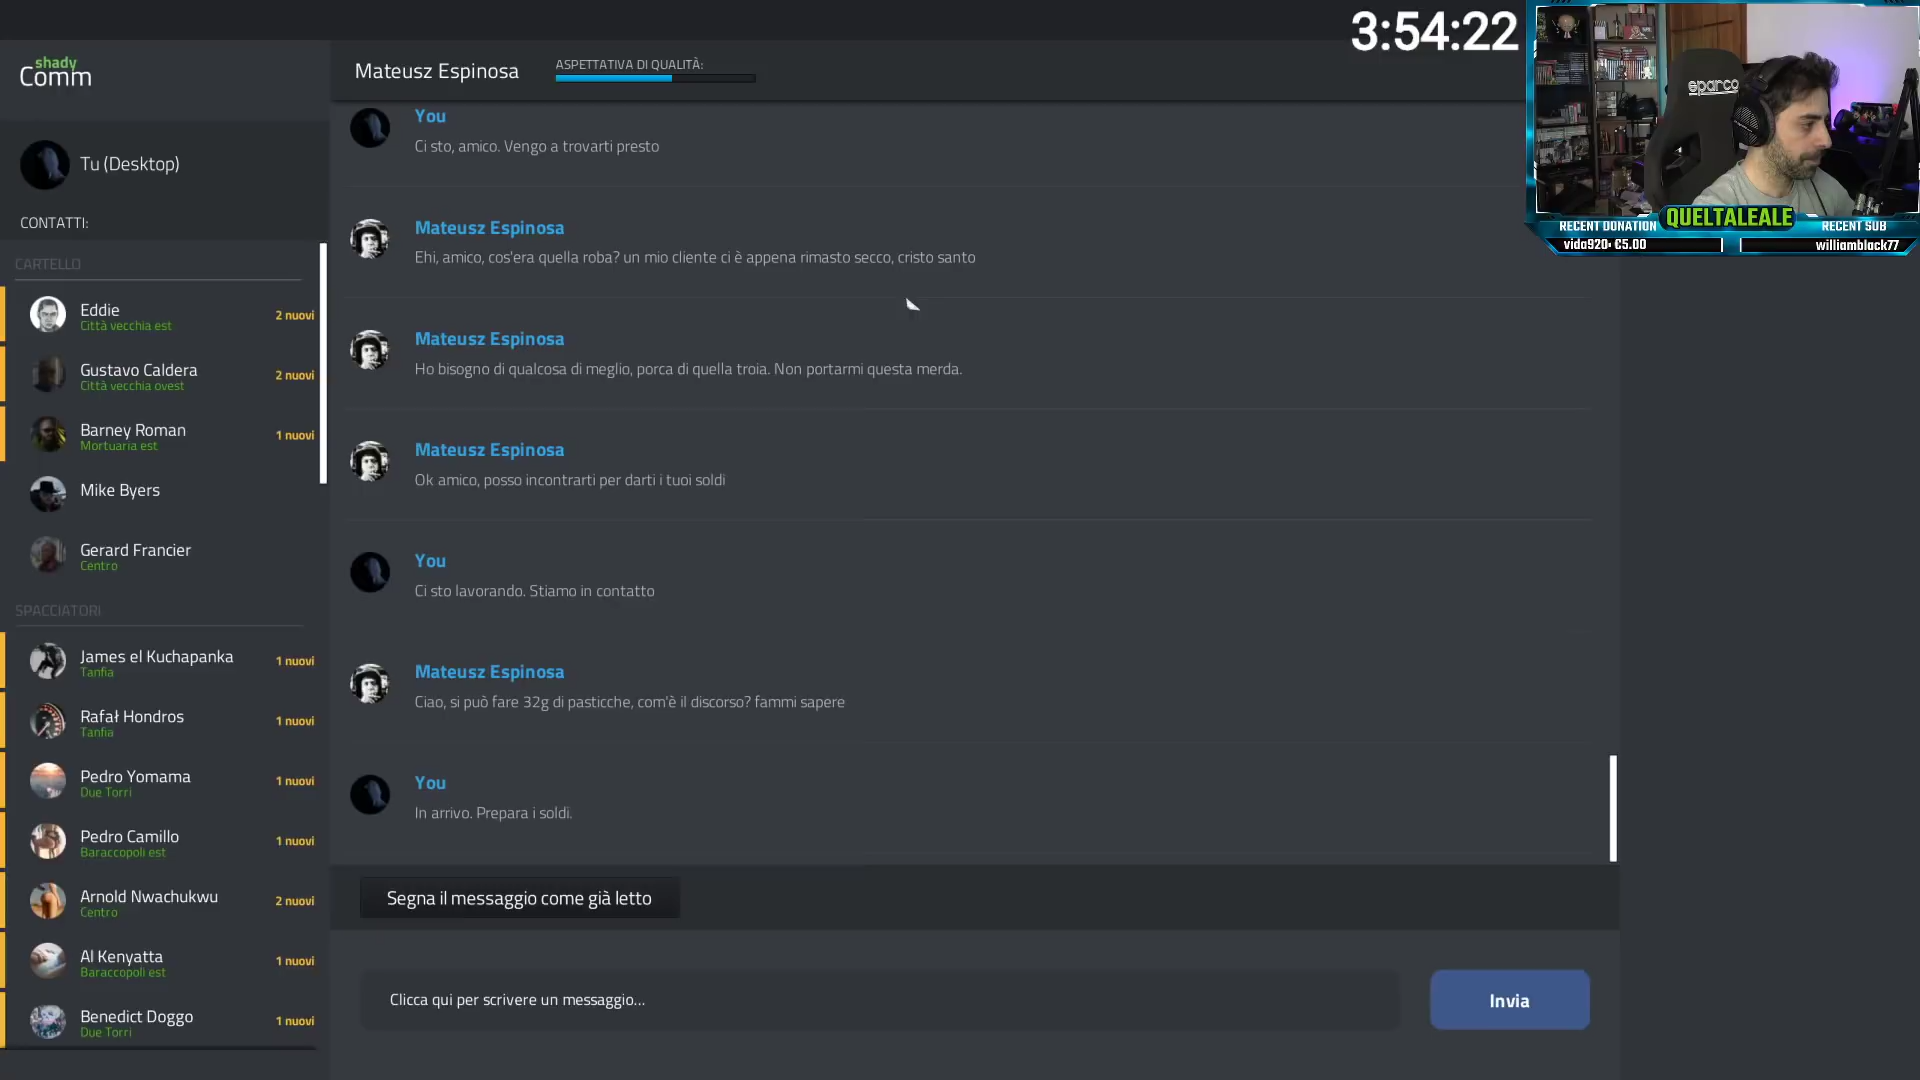 3:54:22
shady
Comm
Mateusz Espinosa
ASPETTATIVA DI QUALITÀ:
sparco
QUELTALEALE
RECENT DONATION
RECENT SUB
vida920: €5.00
williamblack77
Tu (Desktop)
CONTATTI:
CARTELLO
Eddie
Città vecchia est
2 nuovi
Gustavo Caldera
Città vecchia ovest
2 nuovi
Barney Roman
Mortuaria est
1 nuovi
Mike Byers
Gerard Francier
Centro
SPACCIATORI
James el Kuchapanka
Tanfia
1 nuovi
Rafał Hondros
Tanfia
1 nuovi
Pedro Yomama
Due Torri
1 nuovi
Pedro Camillo
Baraccopoli est
1 nuovi
Arnold Nwachukwu
Centro
2 nuovi
Al Kenyatta
Baraccopoli est
1 nuovi
Benedict Doggo
Due Torri
1 nuovi
You
Ci sto, amico. Vengo a trovarti presto
Mateusz Espinosa
Ehi, amico, cos'era quella roba? un mio cliente ci è appena rimasto secco, cristo santo
Mateusz Espinosa
Ho bisogno di qualcosa di meglio, porca di quella troia. Non portarmi questa merda.
Mateusz Espinosa
Ok amico, posso incontrarti per darti i tuoi soldi
You
Ci sto lavorando. Stiamo in contatto
Mateusz Espinosa
Ciao, si può fare 32g di pasticche, com'è il discorso? fammi sapere
You
In arrivo. Prepara i soldi.
Segna il messaggio come già letto
Clicca qui per scrivere un messaggio...
Invia